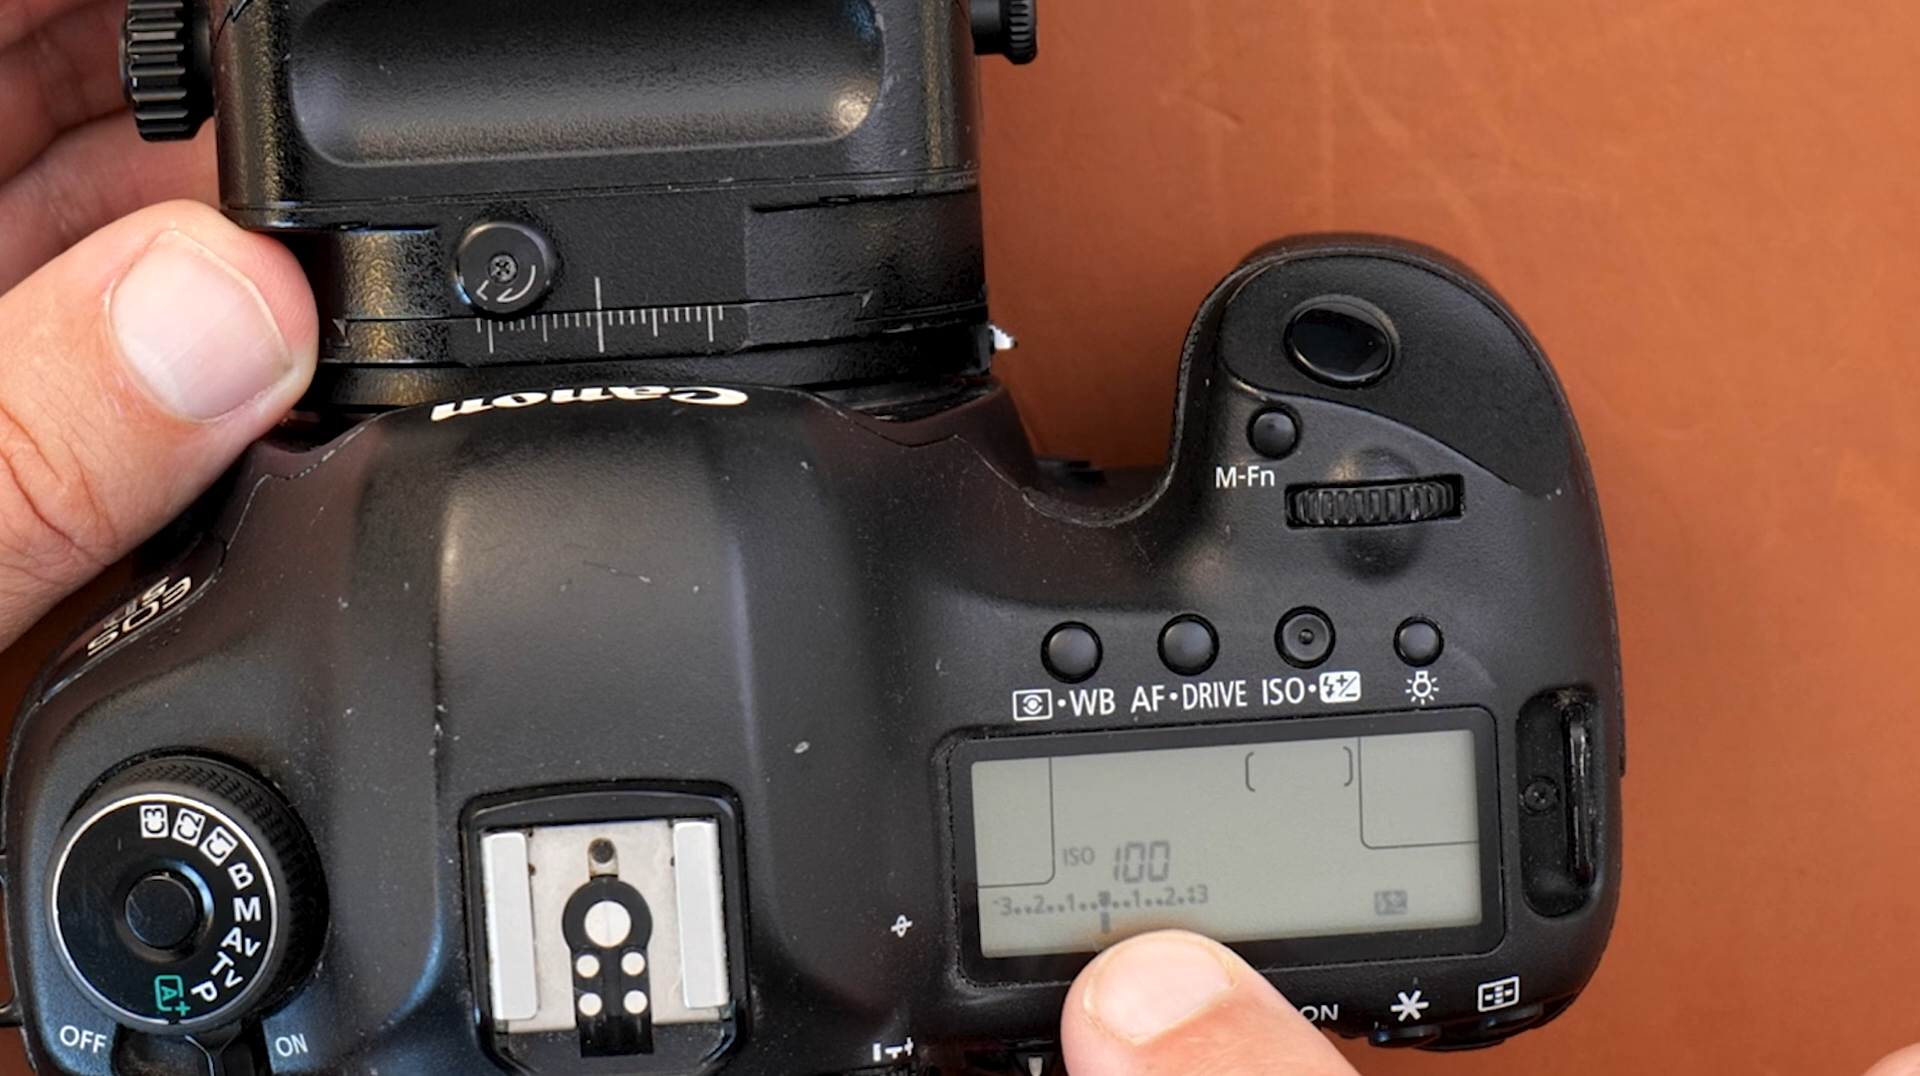 Canon
EOS
M-Fn
WB AF•DRIVE ISO•
ISO 100
-3..2..1..0..1..2..:3
B
M
Av
Tv
P
A+
OFF
ON
ON